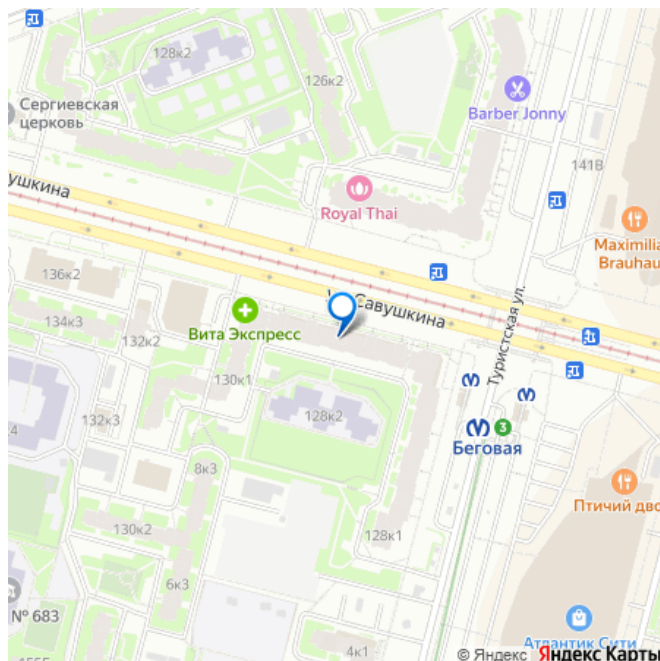 128к2
126к2
Сергиевская
церковь
Barber Jonny
141В
ушкина
Royal Thai
Maximilia
Brauhau
136к2
Савушкина
134к3
Вита Экспресс
132к2
Туристская ул.
130к1
132к3
128к2
3
Беговая
8к3
Птичий дво
130к2
128к1
6к3
№ 683
Атлантик Сити
4к1
© Яндекс Яндекс Карты